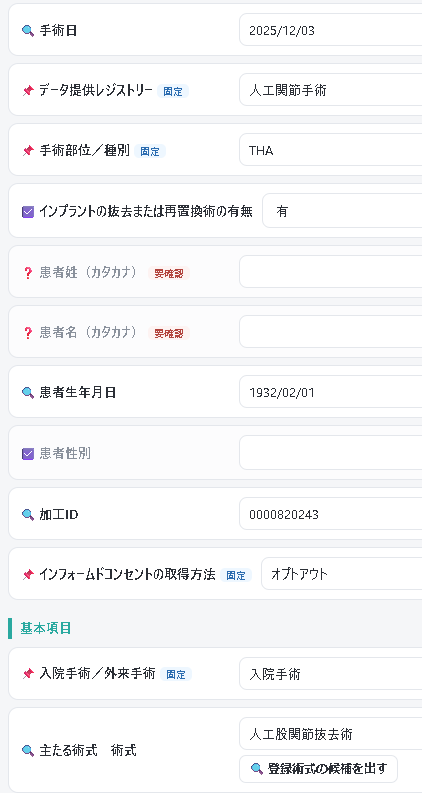 手術日
2025/12/03
データ提供レジストリー 固定
人工関節手術
手術部位／種別 固定
THA
インプラントの抜去または再置換術の有無
有
患者姓（カタカナ） 要確認
患者名（カタカナ） 要確認
患者生年月日
1932/02/01
患者性別
加工ID
0000820243
インフォームドコンセントの取得方法 固定
オプトアウト
基本項目
入院手術／外来手術 固定
入院手術
主たる術式　術式
人工股関節抜去術
登録術式の候補を出す